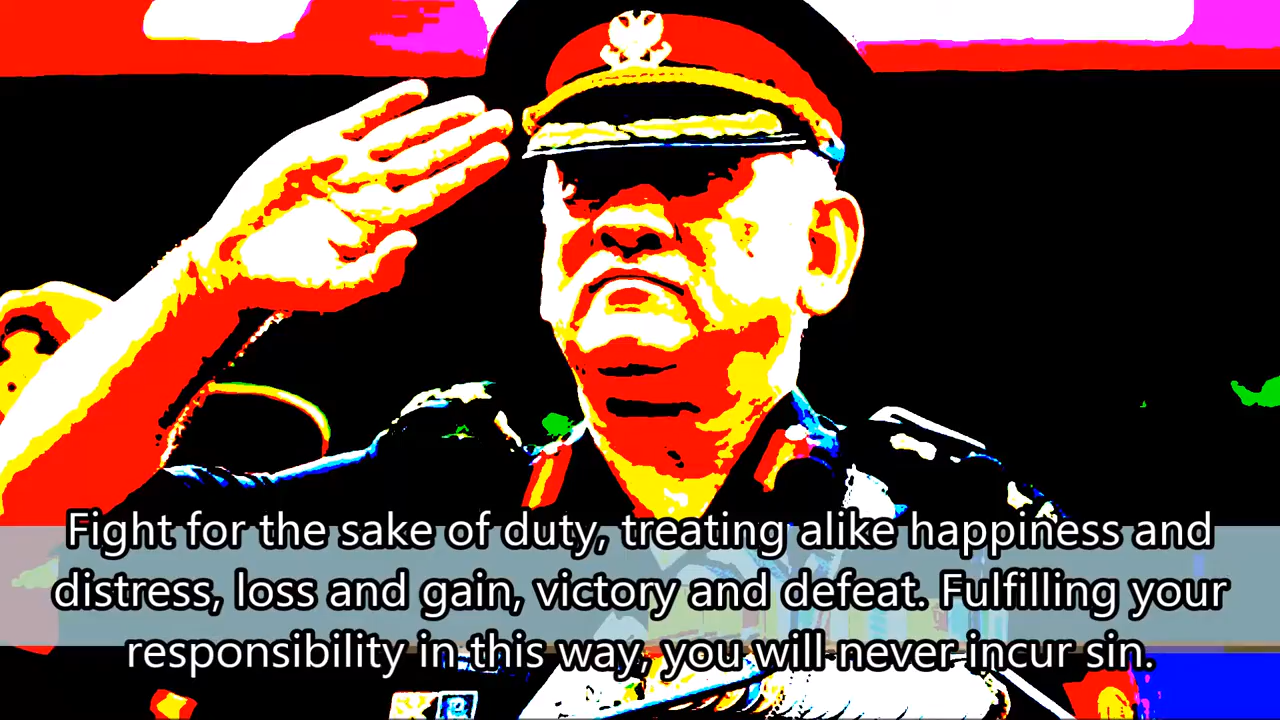 Fight for the sake of duty, treating alike happiness and
distress, loss and gain, victory and defeat. Fulfilling your
responsibility in this way, you will never incur sin.